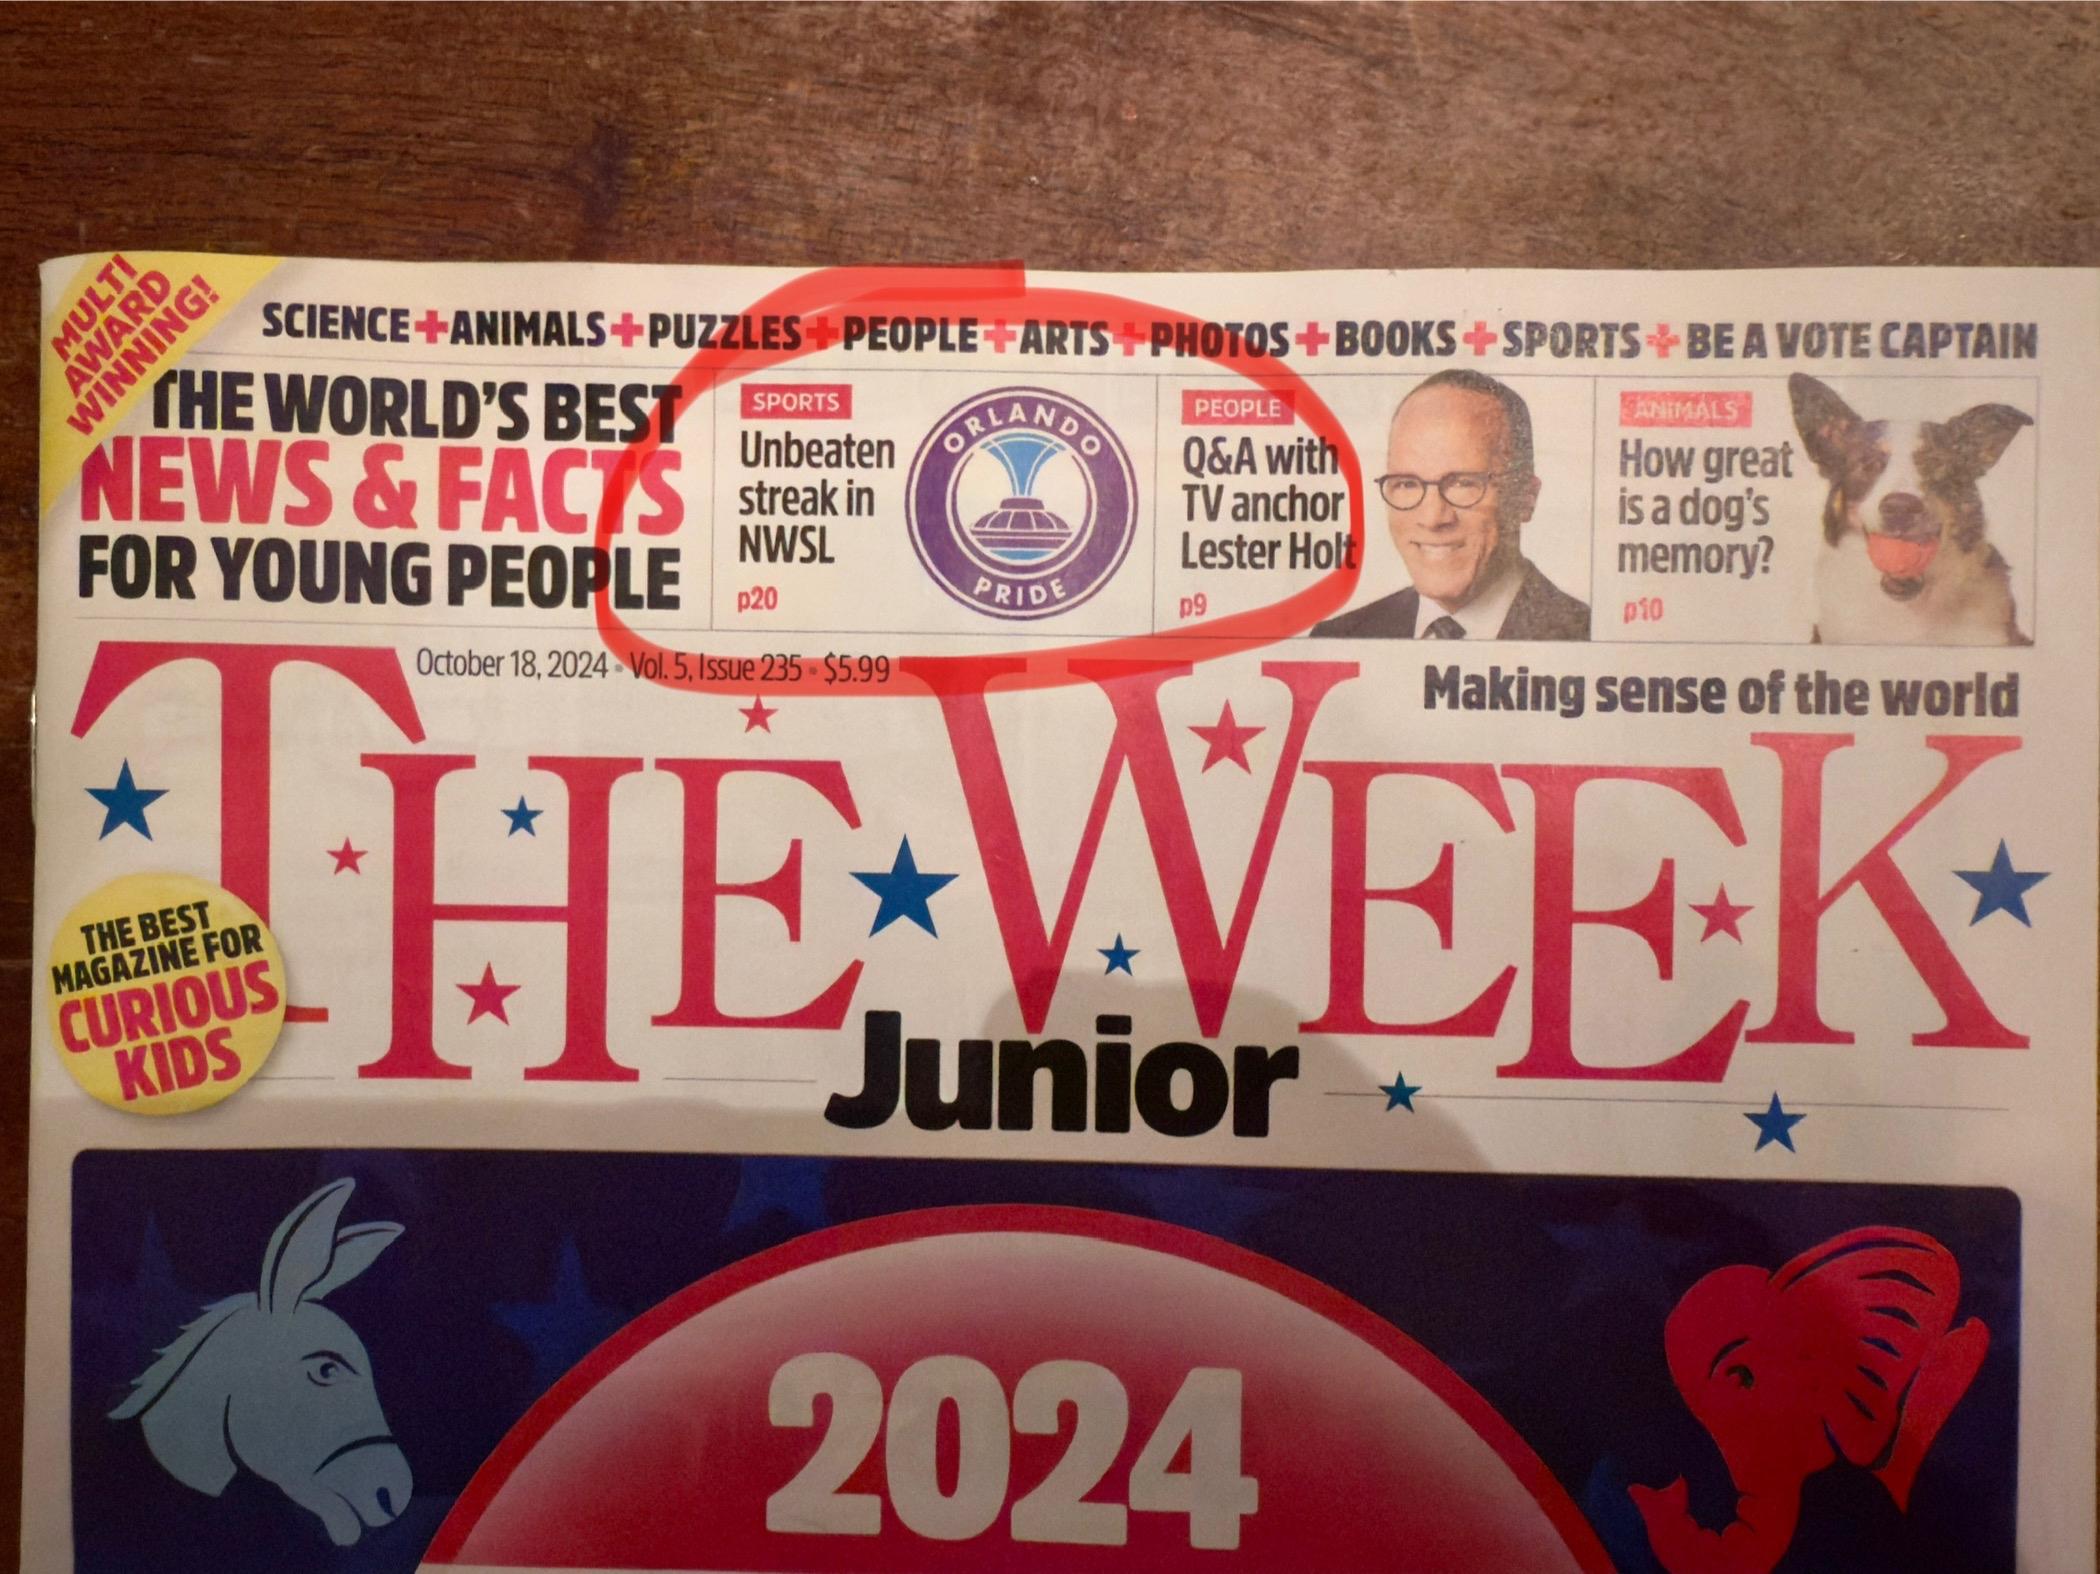 MULTI
AWARD
WINNING!
SCIENCE+ANIMALS+PUZZLES+PEOPLE+ARTS+PHOTOS+BOOKS+SPORTS+BE A VOTE CAPTAIN
THE WORLD'S BEST
NEWS & FACTS
FOR YOUNG PEOPLE
SPORTS
Unbeaten
streak in
NWSL
p20
ORLANDO
PRIDE
PEOPLE
Q&A with
TV anchor
Lester Holt
p9
ANIMALS
How great
is a dog's
memory?
p10
October 18, 2024 • Vol. 5, Issue 235 • $5.99
Making sense of the world
THE WEEK
Junior
THE BEST
MAGAZINE FOR
CURIOUS
KIDS
2024